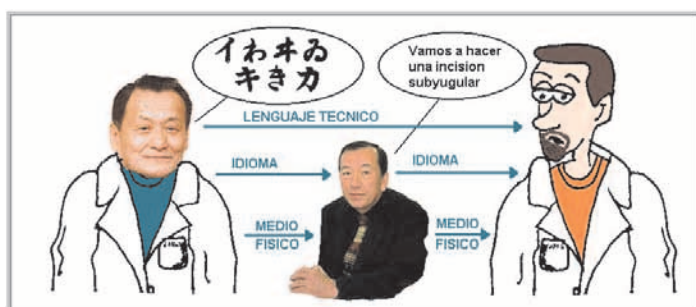 イわヰゐ
キきカ
Vamos a hacer
una incision
subyugular
LENGUAJE TECNICO
IDIOMA
IDIOMA
MEDIO
FISICO
MEDIO
FISICO